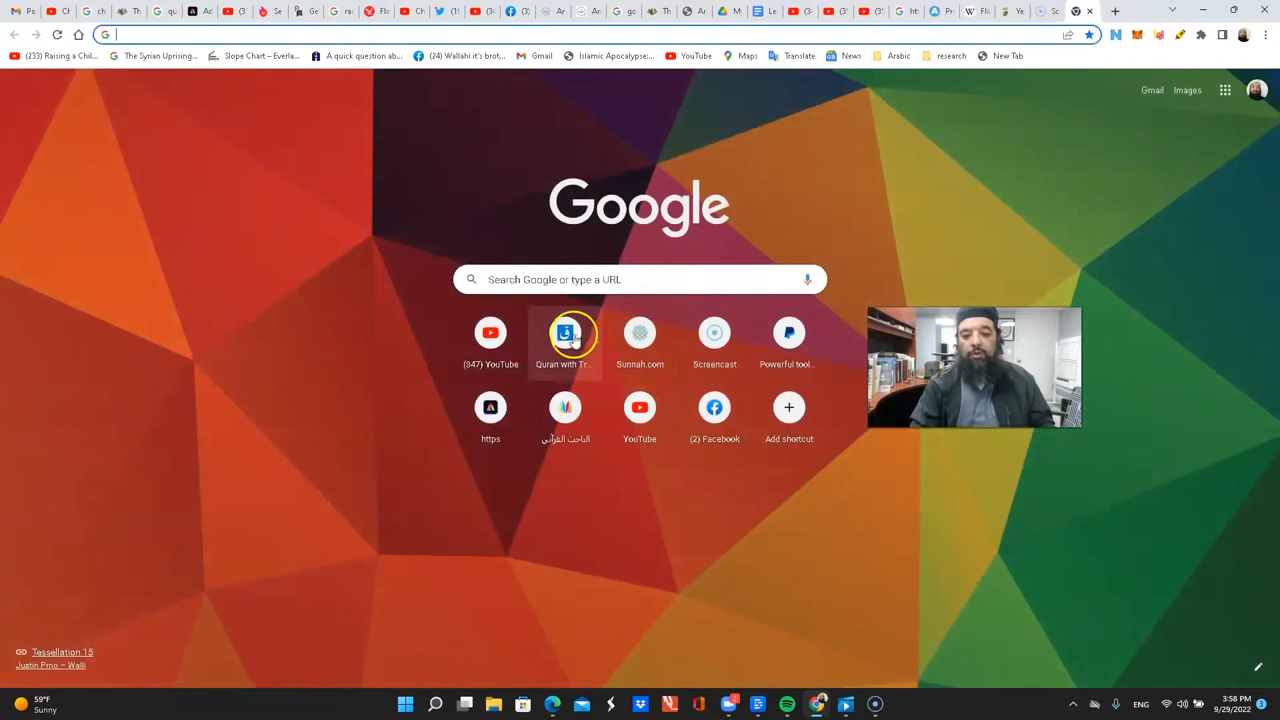 (233) Raising a Chil...
The Syrian Uprising...
Slope Chart – Everla...
A quick question ab...
(24) Wallahi it's brot...
Gmail
Islamic Apocalypse:...
YouTube
Maps
Translate
News
Arabic
research
New Tab
Gmail
Images
Google
Search Google or type a URL
(347) YouTube
Quran with Tr...
Sunnah.com
Screencast
Powerful tool...
https
الباحث القرآني
YouTube
(2) Facebook
Add shortcut
Tessellation 15
Justin Prno – Walli
59°F
Sunny
ENG
3:58 PM
9/29/2022